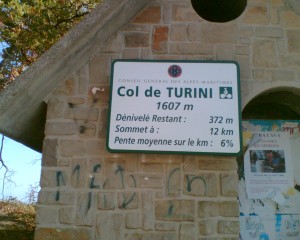 CONSEIL GENERAL DES ALPES-MARITIMES
Col de TURINI
1607 m
Dénivelé Restant : 372 m
Sommet à : 12 km
Pente moyenne sur le km : 6%